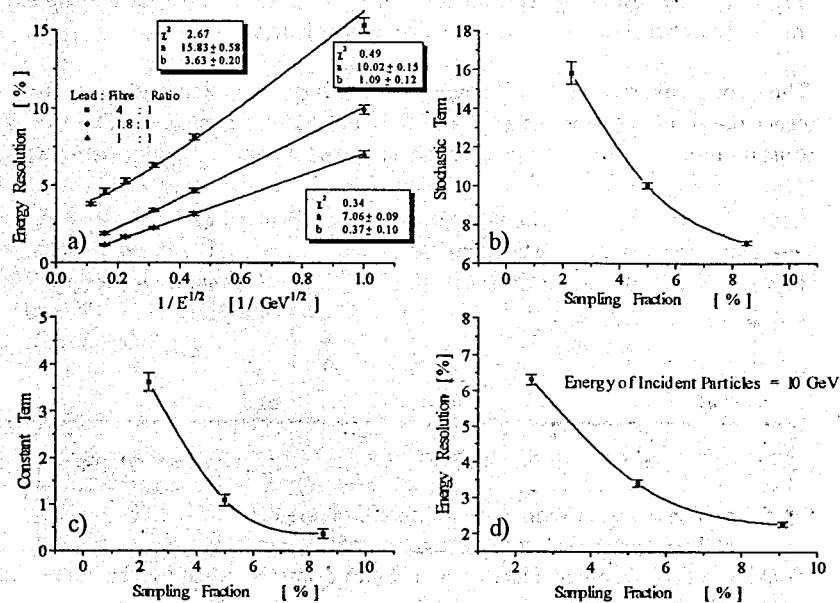 15
10
5
0
Energy Resolution [ % ]
χ² 2.67
a 15.83 ± 0.58
b 3.63 ± 0.20
χ² 0.49
a 10.02 ± 0.15
b 1.09 ± 0.12
Lead : Fibre Ratio
4 : 1
1.8 : 1
1 : 1
χ² 0.34
a 7.06 ± 0.09
b 0.37 ± 0.10
a)
0.0 0.2 0.4 0.6 0.8 1.0
1/E^1/2 [1/GeV^1/2]
18
16
14
12
10
8
6
Stochastic Term
b)
0 2 4 6 8 10
Sampling Fraction [ % ]
5
4
3
2
1
0
Constant Term
c)
0 2 4 6 8 10
Sampling Fraction [ % ]
7
6
5
4
3
2
Energy Resolution [%]
Energy of Incident Particles = 10 GeV
d)
2 4 6 8 10
Sampling Fraction [ % ]